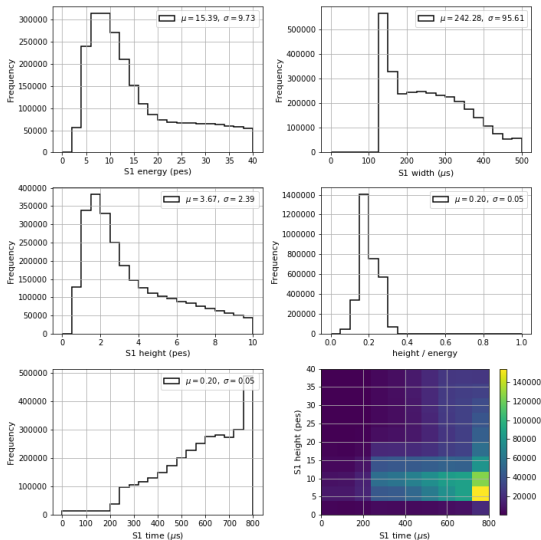 μ = 15.39, σ = 9.73
Frequency
300000
250000
200000
150000
100000
50000
0
0 5 10 15 20 25 30 35 40
S1 energy (pes)
μ = 242.28, σ = 95.61
Frequency
500000
400000
300000
200000
100000
0
0 100 200 300 400 500
S1 width (μs)
μ = 3.67, σ = 2.39
Frequency
400000
350000
300000
250000
200000
150000
100000
50000
0
0 2 4 6 8 10
S1 height (pes)
μ = 0.20, σ = 0.05
Frequency
1400000
1200000
1000000
800000
600000
400000
200000
0
0.0 0.2 0.4 0.6 0.8 1.0
height / energy
μ = 0.20, σ = 0.05
Frequency
500000
400000
300000
200000
100000
0
0 100 200 300 400 500 600 700 800
S1 time (μs)
S1 height (pes)
40
35
30
25
20
15
10
5
0
0 200 400 600 800
S1 time (μs)
140000
120000
100000
80000
60000
40000
20000